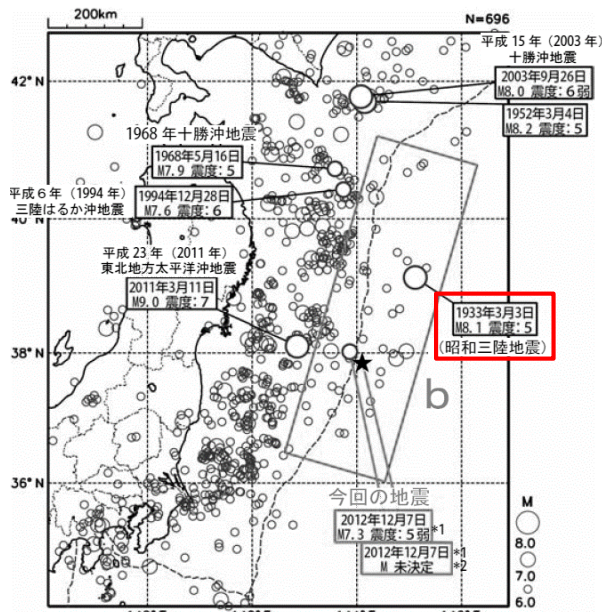 200km
N=696
平成 15 年（2003 年）
十勝沖地震
42°N
2003年9月26日
M8.0 震度：6弱
1952年3月4日
M8.2 震度：5
1968 年十勝沖地震
1968年5月16日
M7.9 震度：5
平成６年（1994 年）
三陸はるか沖地震
1994年12月28日
M7.6 震度：6
40°N
平成 23 年（2011 年）
東北地方太平洋沖地震
2011年3月11日
M9.0 震度：7
1933年3月3日
M8.1 震度：5
（昭和三陸地震）
38°N
b
36°N
今回の地震
2012年12月7日
M7.3 震度：5弱*1
2012年12月7日*1
M 未決定 *2
M
8.0
7.0
6.0